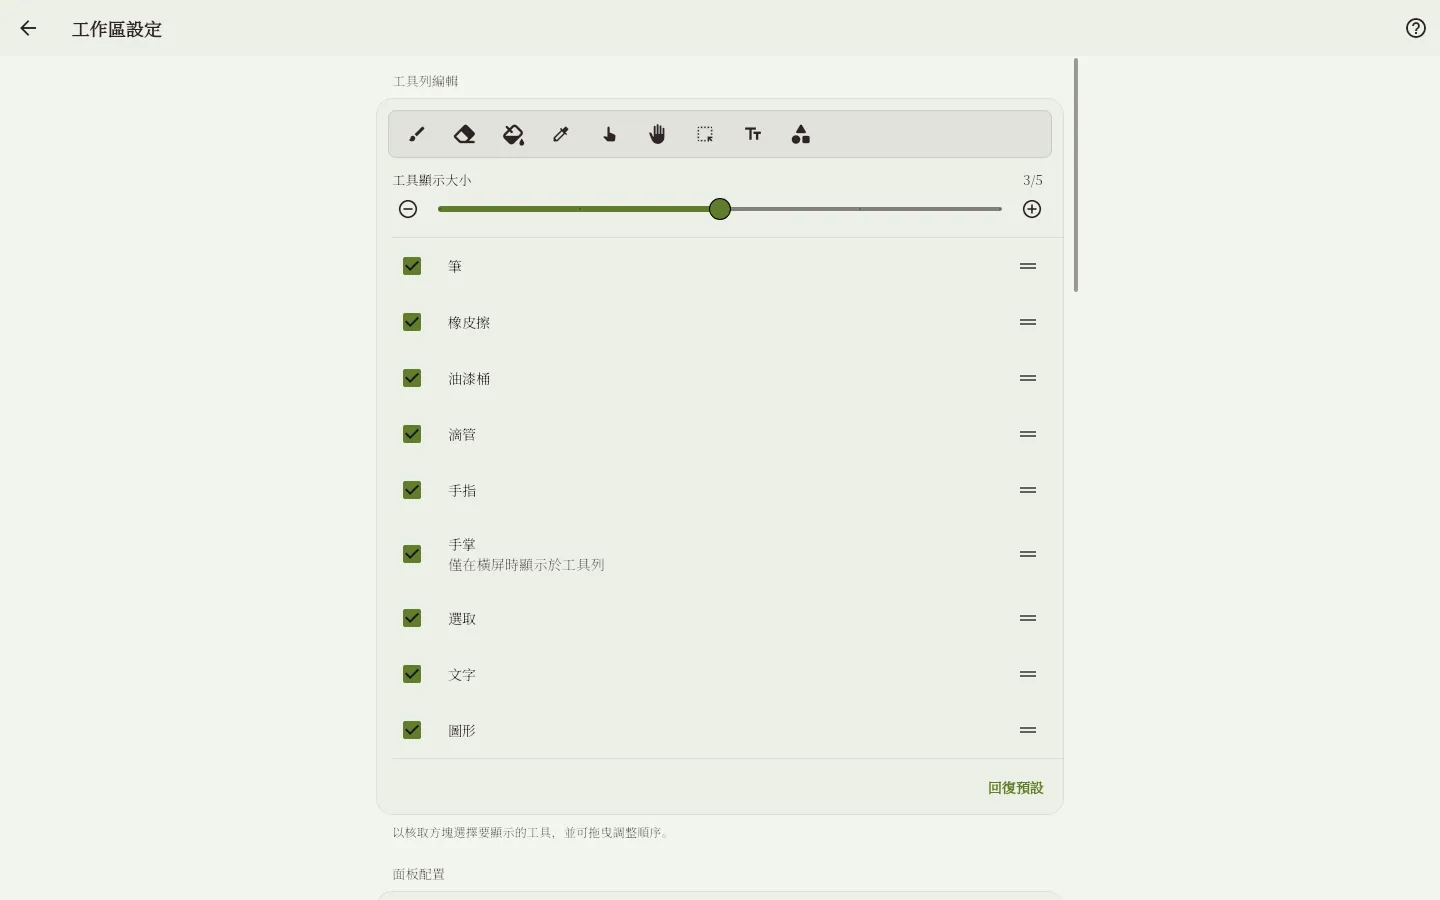 工作區設定
工具列編輯
工具顯示大小
3/5
筆
橡皮擦
油漆桶
滴管
手指
手掌
僅在橫屏時顯示於工具列
選取
文字
圖形
回復預設
以核取方塊選擇要顯示的工具，並可拖曳調整順序。
面板配置